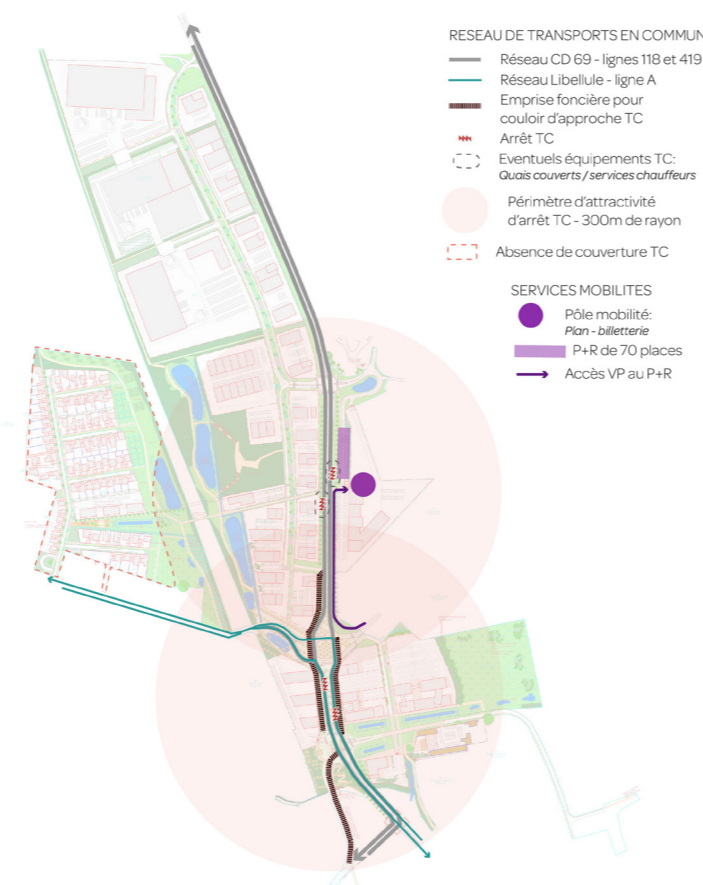 RESEAU DE TRANSPORTS EN COMMUN
Réseau CD 69 - lignes 118 et 419
Réseau Libellule - ligne A
Emprise foncière pour
couloir d'approche TC
Arrêt TC
Eventuels équipements TC:
Quais couverts / services chauffeurs
Périmètre d'attractivité
d'arrêt TC - 300m de rayon
Absence de couverture TC
SERVICES MOBILITES
Pôle mobilité:
Plan - billetterie
P+R de 70 places
Accès VP au P+R